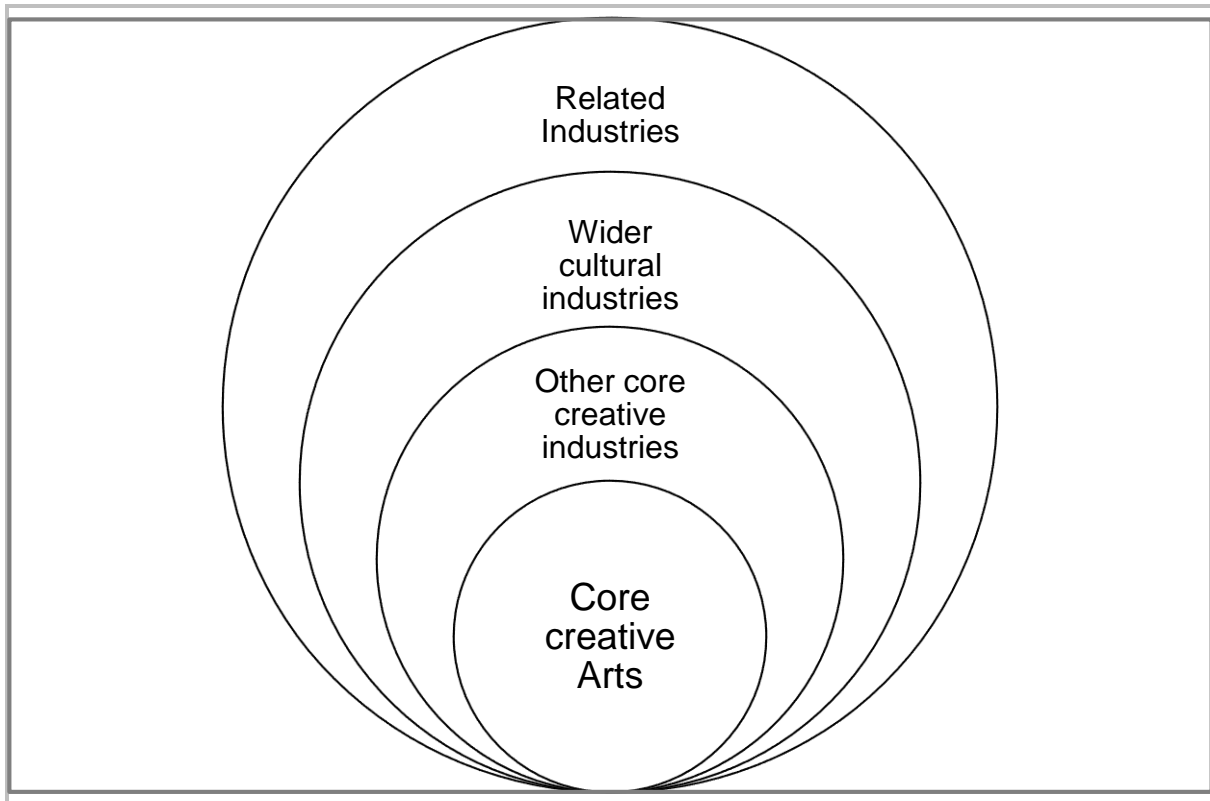 Related
Industries
Wider
cultural
industries
Other core
creative
industries
Core
creative
Arts